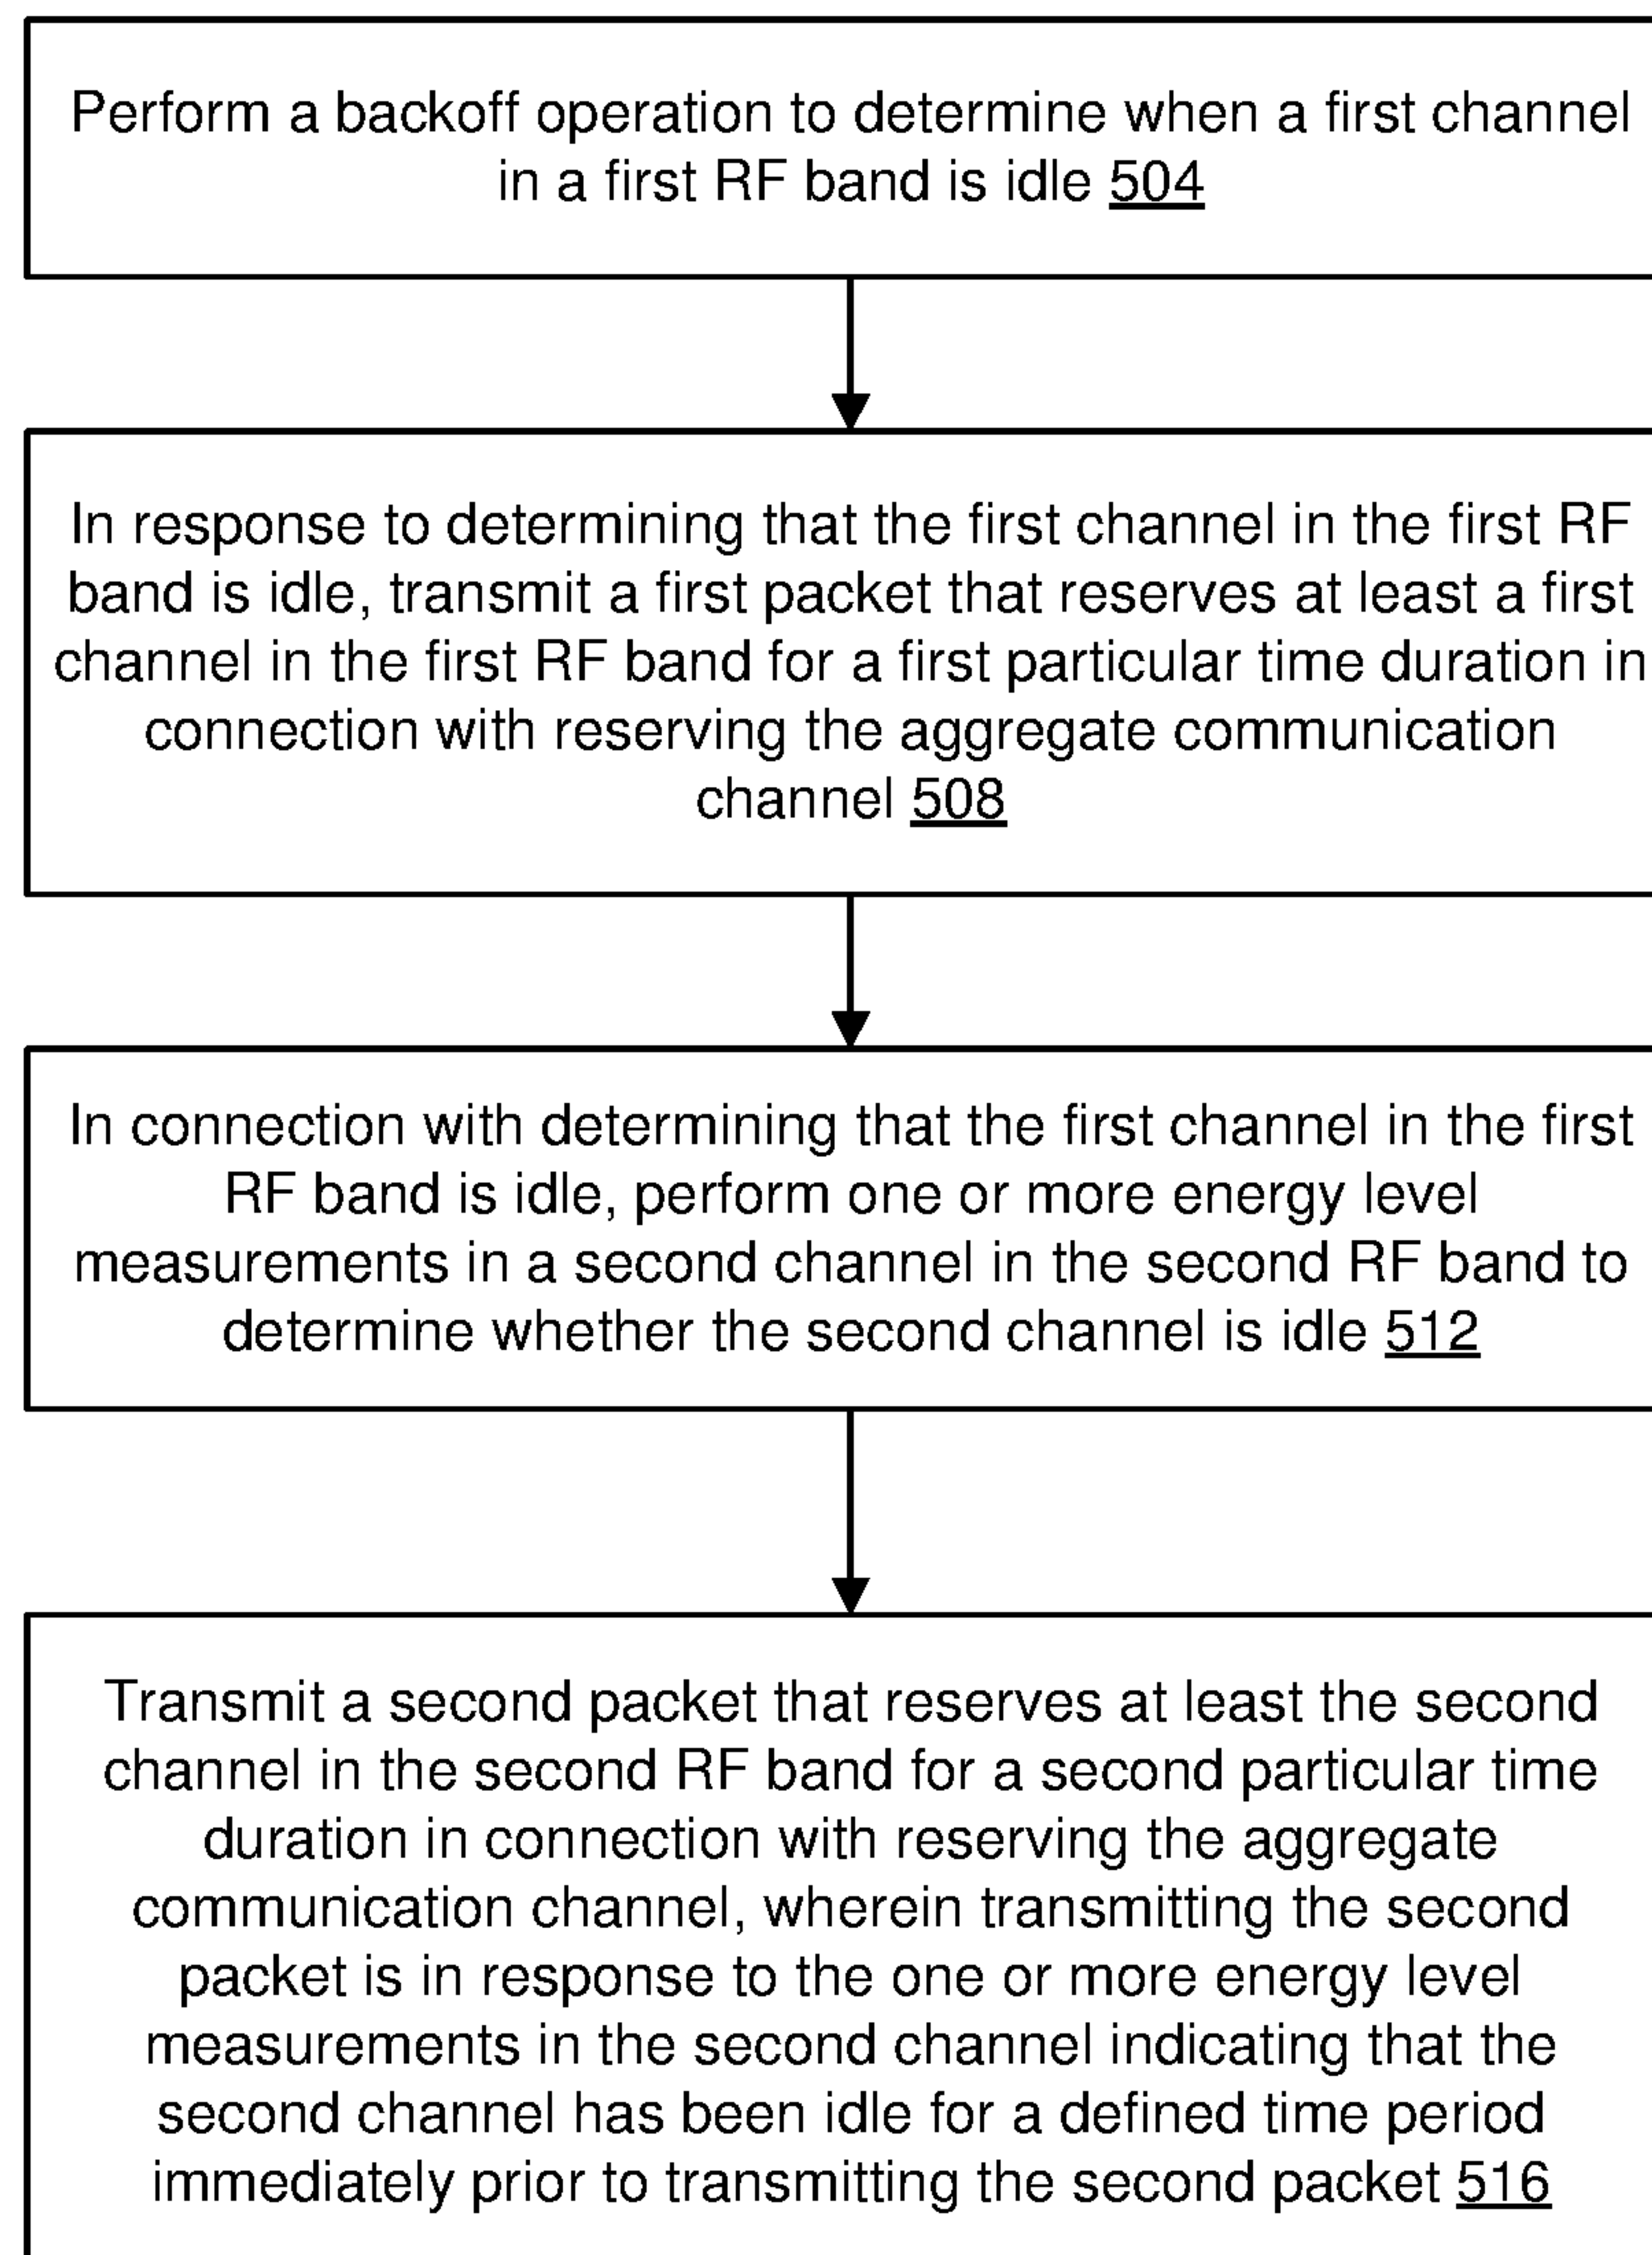 Perform a backoff operation to determine when a first channel
in a first RF band is idle 504
In response to determining that the first channel in the first RF
band is idle, transmit a first packet that reserves at least a first
channel in the first RF band for a first particular time duration in
connection with reserving the aggregate communication
channel 508
In connection with determining that the first channel in the first
RF band is idle, perform one or more energy level
measurements in a second channel in the second RF band to
determine whether the second channel is idle 512
Transmit a second packet that reserves at least the second
channel in the second RF band for a second particular time
duration in connection with reserving the aggregate
communication channel, wherein transmitting the second
packet is in response to the one or more energy level
measurements in the second channel indicating that the
second channel has been idle for a defined time period
immediately prior to transmitting the second packet 516